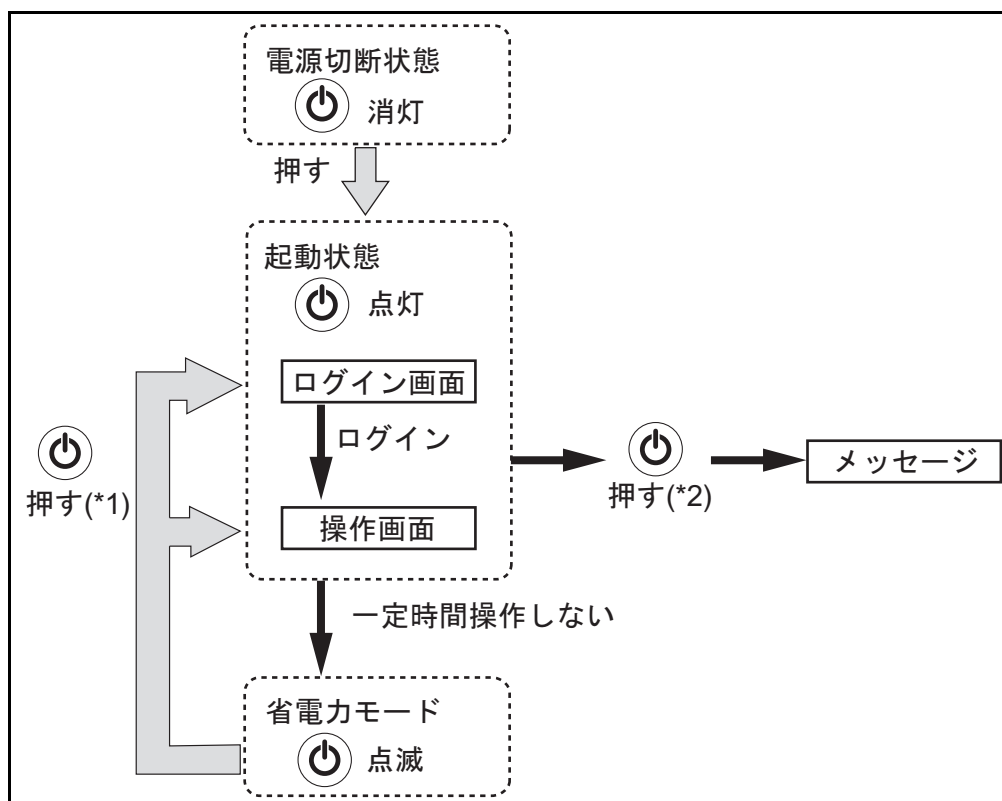 電源切断状態
消灯
押す
起動状態
点灯
ログイン画面
ログイン
操作画面
押す(*1)
押す(*2)
メッセージ
一定時間操作しない
省電力モード
点滅